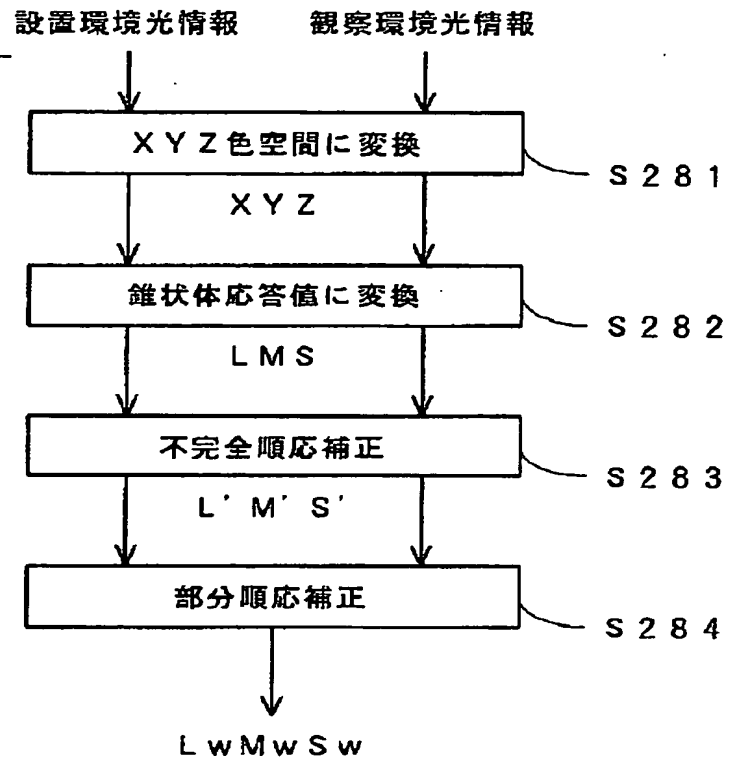 設置環境光情報 観察環境光情報
XYZ色空間に変換
S281
XYZ
錐状体応答値に変換
S282
LMS
不完全順応補正
S283
L'M'S'
部分順応補正
S284
LwMwSw